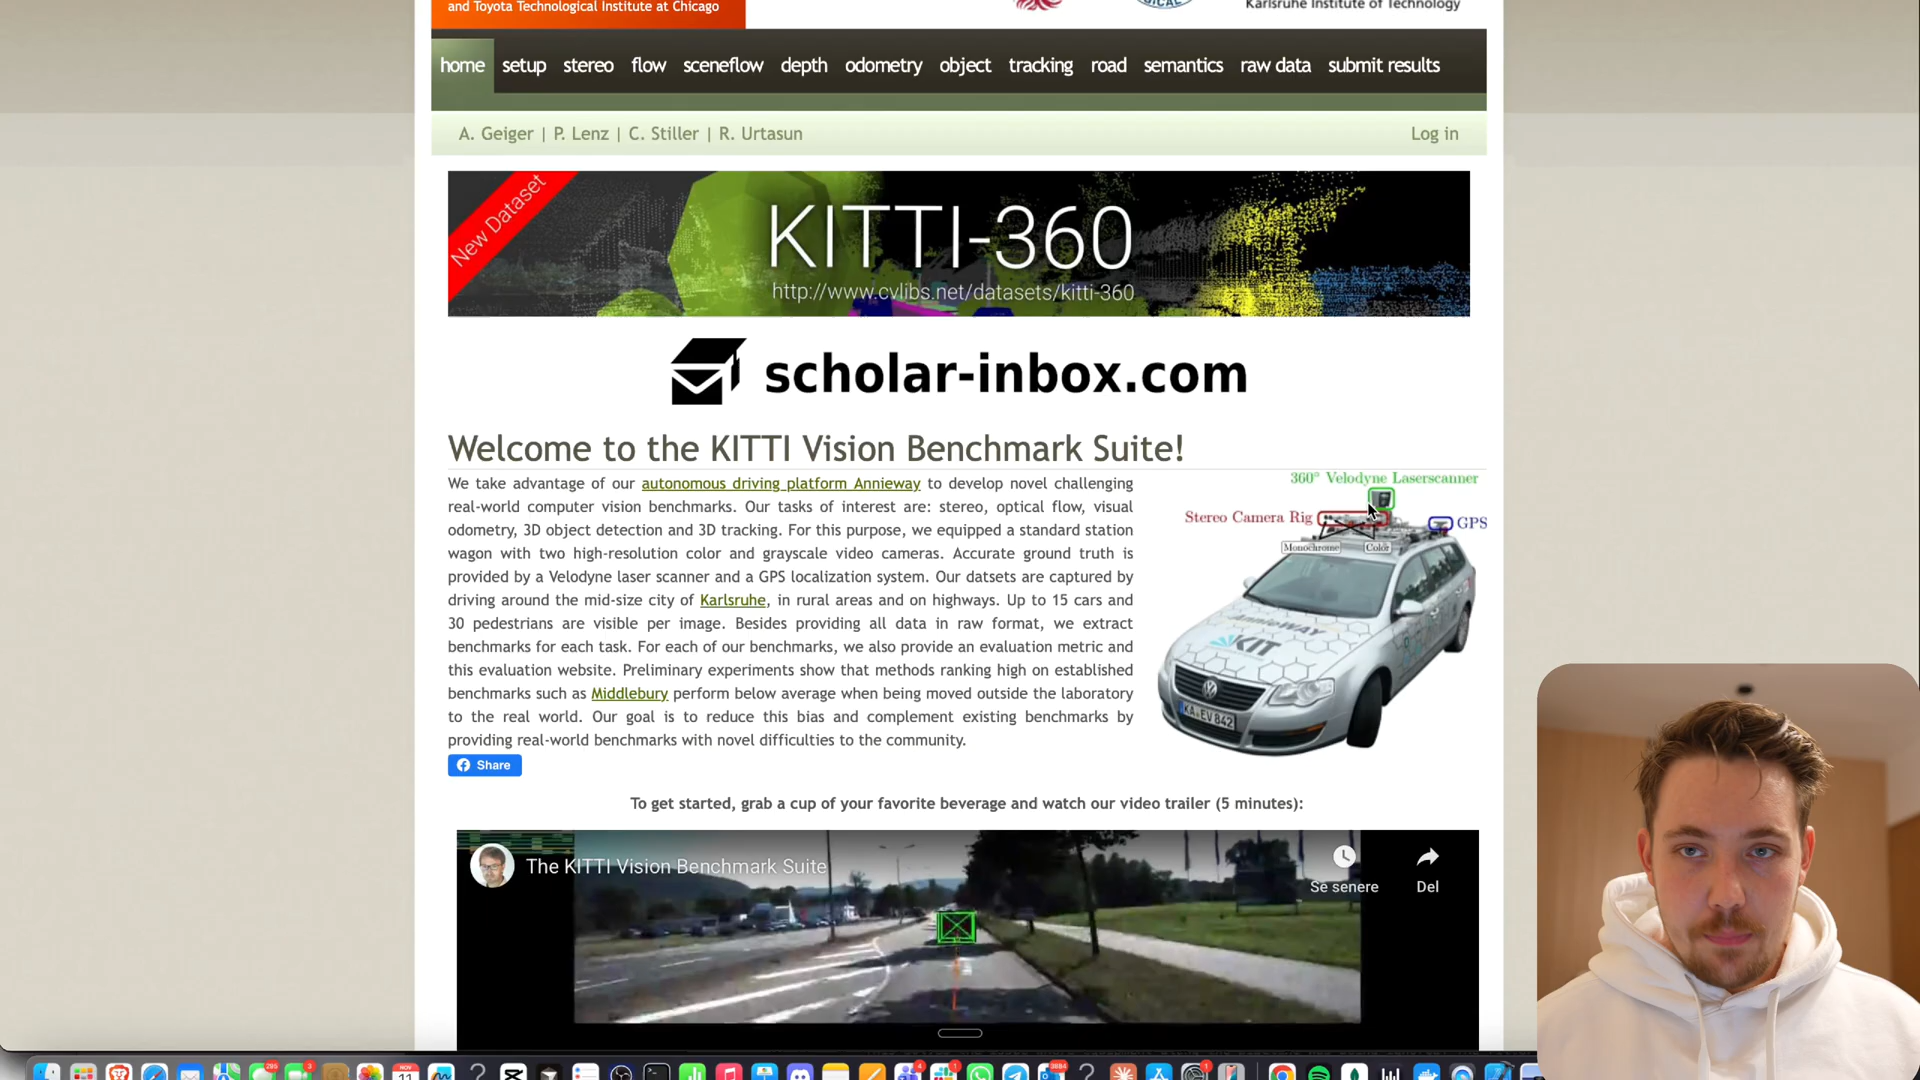 and Toyota Technological Institute at Chicago
Karlsruhe Institute of Technology
home setup stereo flow sceneflow depth odometry object tracking road semantics raw data submit results
A. Geiger | P. Lenz | C. Stiller | R. Urtasun
Log in
New Dataset
KITTI-360
http://www.cvlibs.net/datasets/kitti-360
scholar-inbox.com
Welcome to the KITTI Vision Benchmark Suite!
We take advantage of our autonomous driving platform Annieway to develop novel challenging
real-world computer vision benchmarks. Our tasks of interest are: stereo, optical flow, visual
odometry, 3D object detection and 3D tracking. For this purpose, we equipped a standard station
wagon with two high-resolution color and grayscale video cameras. Accurate ground truth is
provided by a Velodyne laser scanner and a GPS localization system. Our datsets are captured by
driving around the mid-size city of Karlsruhe, in rural areas and on highways. Up to 15 cars and
30 pedestrians are visible per image. Besides providing all data in raw format, we extract
benchmarks for each task. For each of our benchmarks, we also provide an evaluation metric and
this evaluation website. Preliminary experiments show that methods ranking high on established
benchmarks such as Middlebury perform below average when being moved outside the laboratory
to the real world. Our goal is to reduce this bias and complement existing benchmarks by
providing real-world benchmarks with novel difficulties to the community.
360° Velodyne Laserscanner
Stereo Camera Rig
GPS
Monochrome
Color
AnnieWAY
KIT
KA EV 842
Share
To get started, grab a cup of your favorite beverage and watch our video trailer (5 minutes):
The KITTI Vision Benchmark Suite
Se senere
Del
NOV
11